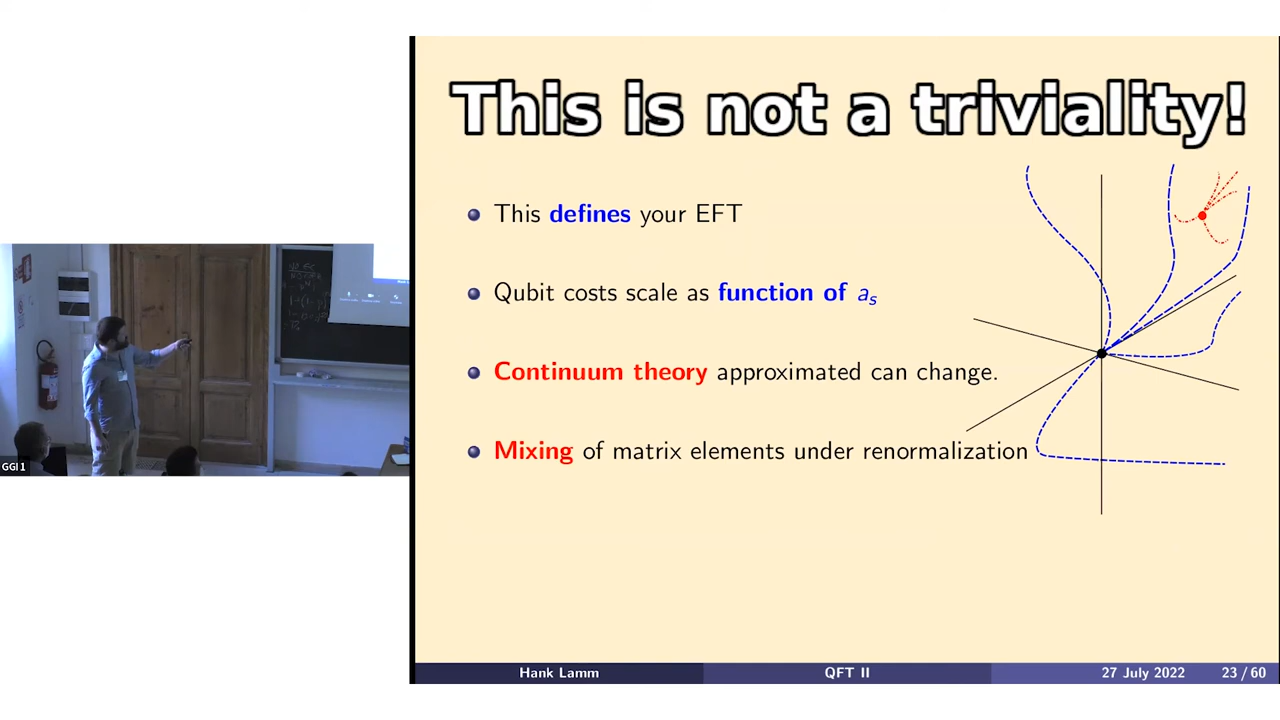 This is not a triviality!
This defines your EFT
Qubit costs scale as function of aₛ
Continuum theory approximated can change.
Mixing of matrix elements under renormalization
GGI 1
Hank Lamm QFT II 27 July 2022 23 / 60